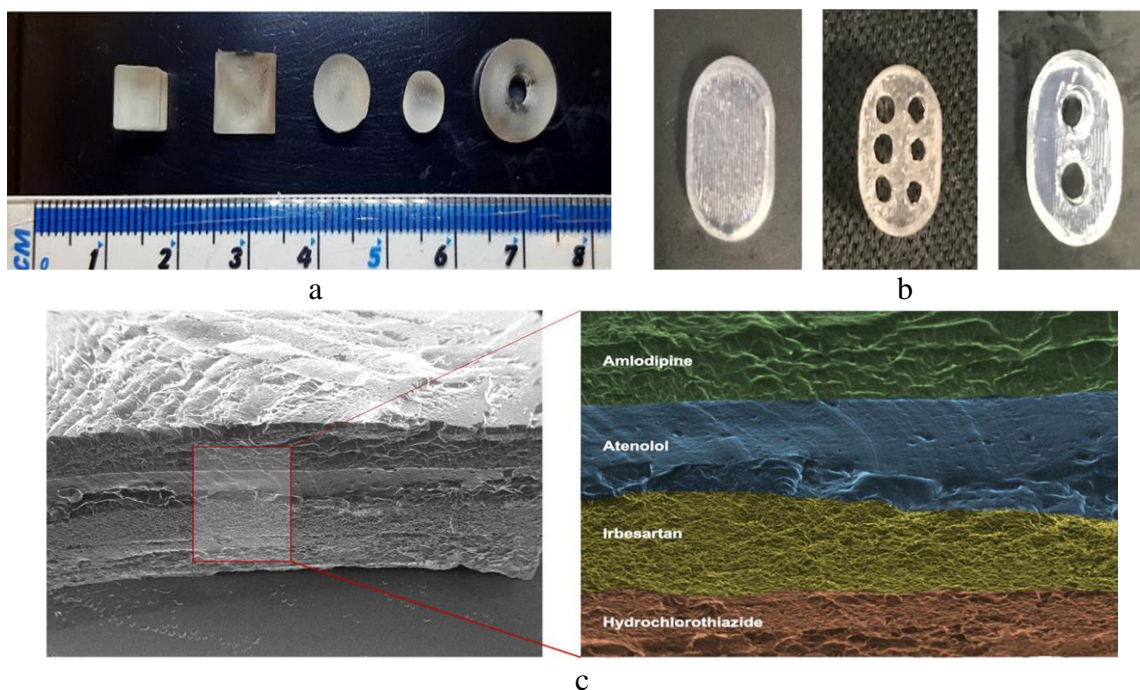 CM 0 1 2 3 4 5 6 7 8
a
b
Amlodipine
Atenolol
Irbesartan
Hydrochlorothiazide
c